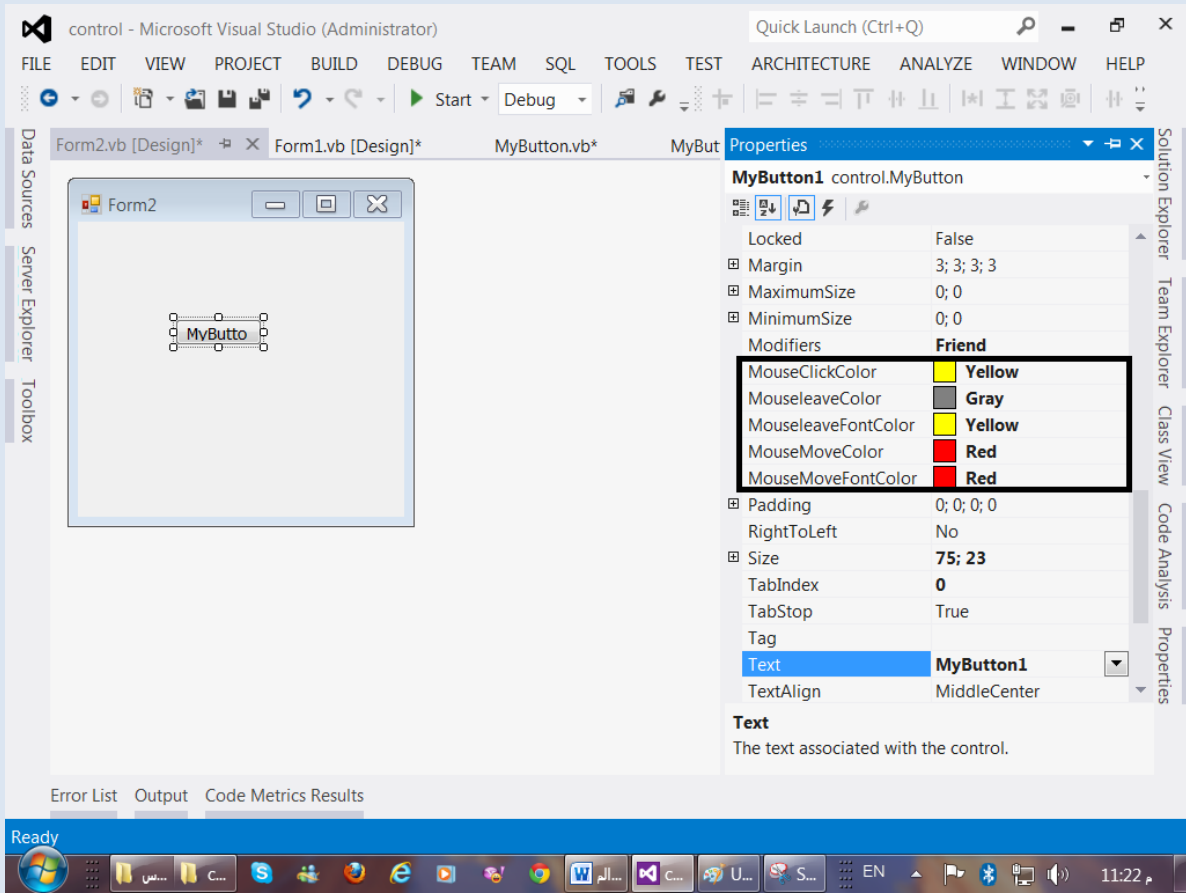 control - Microsoft Visual Studio (Administrator)
Quick Launch (Ctrl+Q)
FILE EDIT VIEW PROJECT BUILD DEBUG TEAM SQL TOOLS TEST ARCHITECTURE ANALYZE WINDOW HELP
Start Debug
Data Sources
Server Explorer
Toolbox
Form2.vb [Design]* Form1.vb [Design]* MyButton.vb* MyBut
Form2
MyButto
Properties
MyButton1 control.MyButton
Locked False
Margin 3; 3; 3; 3
MaximumSize 0; 0
MinimumSize 0; 0
Modifiers Friend
MouseClickColor Yellow
MouseleaveColor Gray
MouseleaveFontColor Yellow
MouseMoveColor Red
MouseMoveFontColor Red
Padding 0; 0; 0; 0
RightToLeft No
Size 75; 23
TabIndex 0
TabStop True
Tag
Text MyButton1
TextAlign MiddleCenter
Text
The text associated with the control.
Solution Explorer
Team Explorer
Class View
Code Analysis
Properties
Error List Output Code Metrics Results
Ready
س... c... W ال... c... U... S... EN 11:22 م